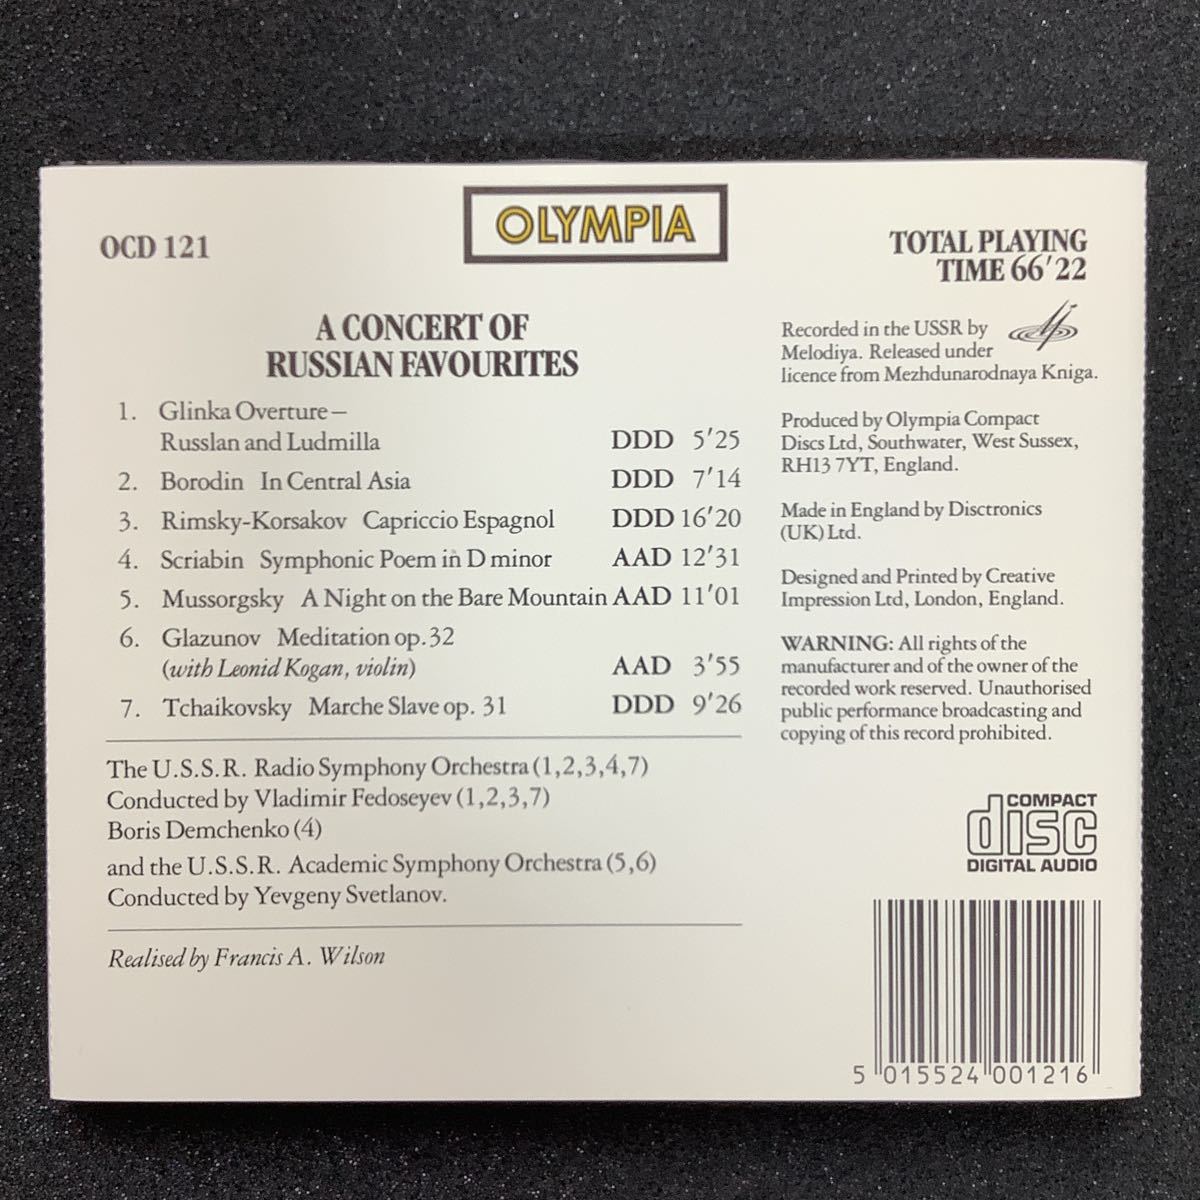 OCD 121
OLYMPIA
TOTAL PLAYING
TIME 66'22
A CONCERT OF
RUSSIAN FAVOURITES
1. Glinka Overture–
Russlan and Ludmilla DDD 5'25
2. Borodin In Central Asia DDD 7'14
3. Rimsky-Korsakov Capriccio Espagnol DDD 16'20
4. Scriabin Symphonic Poem in D minor AAD 12'31
5. Mussorgsky A Night on the Bare Mountain AAD 11'01
6. Glazunov Meditation op.32
(with Leonid Kogan, violin) AAD 3'55
7. Tchaikovsky Marche Slave op. 31 DDD 9'26
The U.S.S.R. Radio Symphony Orchestra (1,2,3,4,7)
Conducted by Vladimir Fedoseyev (1,2,3,7)
Boris Demchenko (4)
and the U.S.S.R. Academic Symphony Orchestra (5,6)
Conducted by Yevgeny Svetlanov.
Realised by Francis A. Wilson
Recorded in the USSR by
Melodiya. Released under
licence from Mezhdunarodnaya Kniga.
Produced by Olympia Compact
Discs Ltd, Southwater, West Sussex,
RH13 7YT, England.
Made in England by Disctronics
(UK) Ltd.
Designed and Printed by Creative
Impression Ltd, London, England.
WARNING: All rights of the
manufacturer and of the owner of the
recorded work reserved. Unauthorised
public performance broadcasting and
copying of this record prohibited.
COMPACT
disc
DIGITAL AUDIO
5 015524 001216